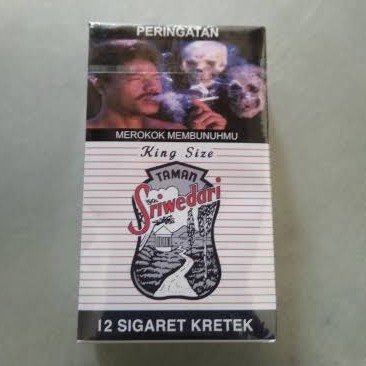 PERINGATAN
MEROKOK MEMBUNUHMU
King Size
TAMAN
Sriwedari
12 SIGARET KRETEK